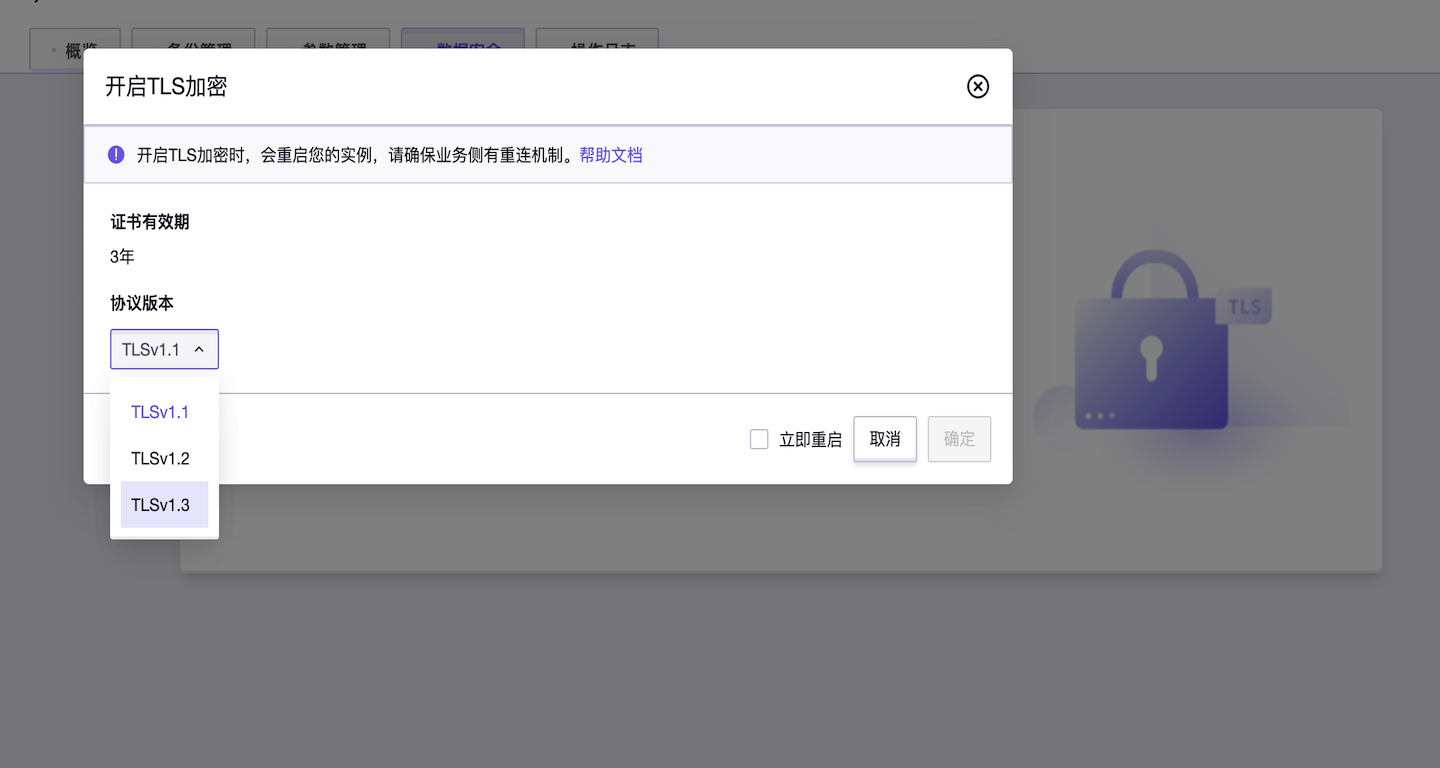 概览 备份管理 参数管理 数据安全 操作日志
开启TLS加密
开启TLS加密时，会重启您的实例，请确保业务侧有重连机制。帮助文档
证书有效期
3年
协议版本
TLSv1.1
TLSv1.1
TLSv1.2
TLSv1.3
立即重启 取消 确定
TLS